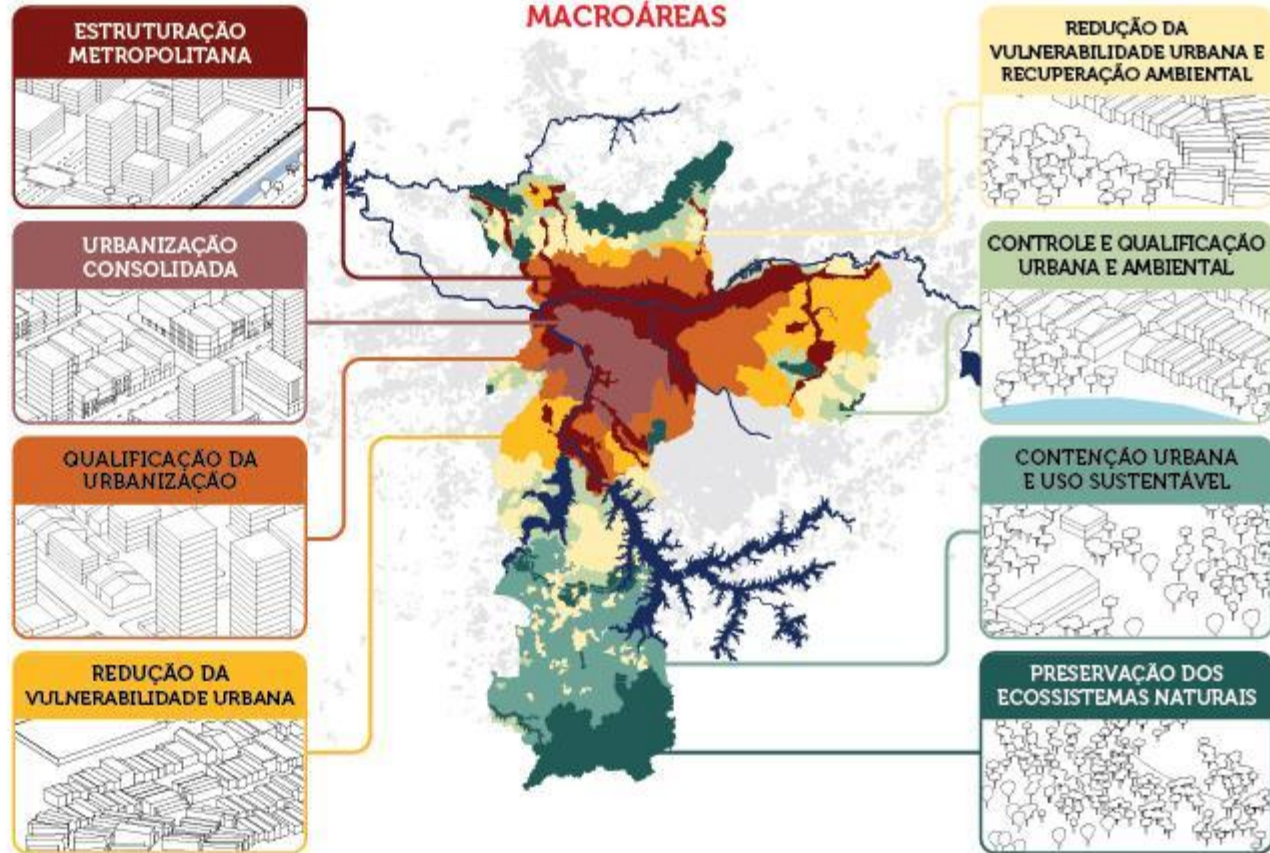 MACROÁREAS
ESTRUTURAÇÃO
METROPOLITANA
URBANIZAÇÃO
CONSOLIDADA
QUALIFICAÇÃO DA
URBANIZAÇÃO
REDUÇÃO DA
VULNERABILIDADE URBANA
REDUÇÃO DA
VULNERABILIDADE URBANA E
RECUPERAÇÃO AMBIENTAL
CONTROLE E QUALIFICAÇÃO
URBANA E AMBIENTAL
CONTENÇÃO URBANA
E USO SUSTENTÁVEL
PRESERVAÇÃO DOS
ECOSSISTEMAS NATURAIS